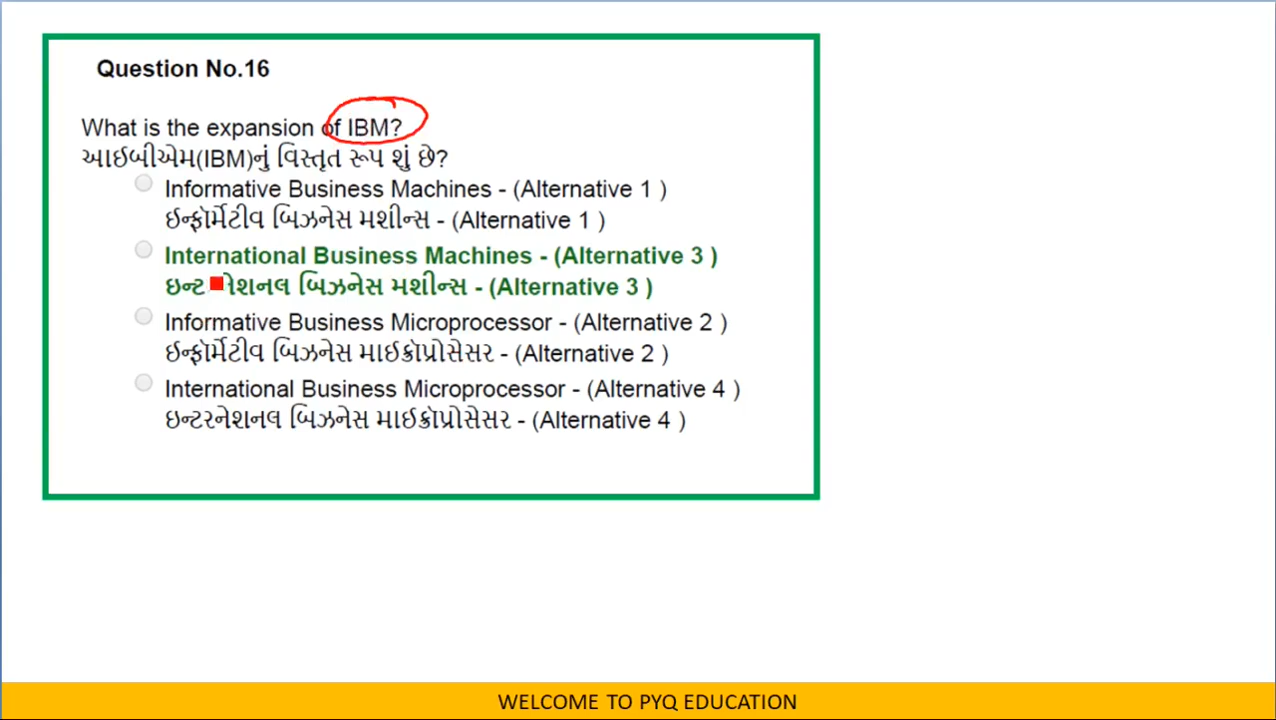 Question No.16
What is the expansion of IBM?
આઈબીએમ(IBM)નું વિસ્તૃત રૂપ શું છે?
Informative Business Machines - (Alternative 1 )
ઈન્ફૉર્મેટીવ બિઝનેસ મશીન્સ - (Alternative 1 )
International Business Machines - (Alternative 3 )
બિઝનેસ મશીન્સ - (Alternative 3 )
Informative Business Microprocessor - (Alternative 2 )
ઈન્ફૉર્મેટીવ બિઝનેસ માઈક્રૉપ્રોસેસર - (Alternative 2 )
International Business Microprocessor - (Alternative 4 )
ઇન્ટરનેશનલ બિઝનેસ માઈક્રૉપ્રોસેસર - (Alternative 4 )
WELCOME TO PYQ EDUCATION